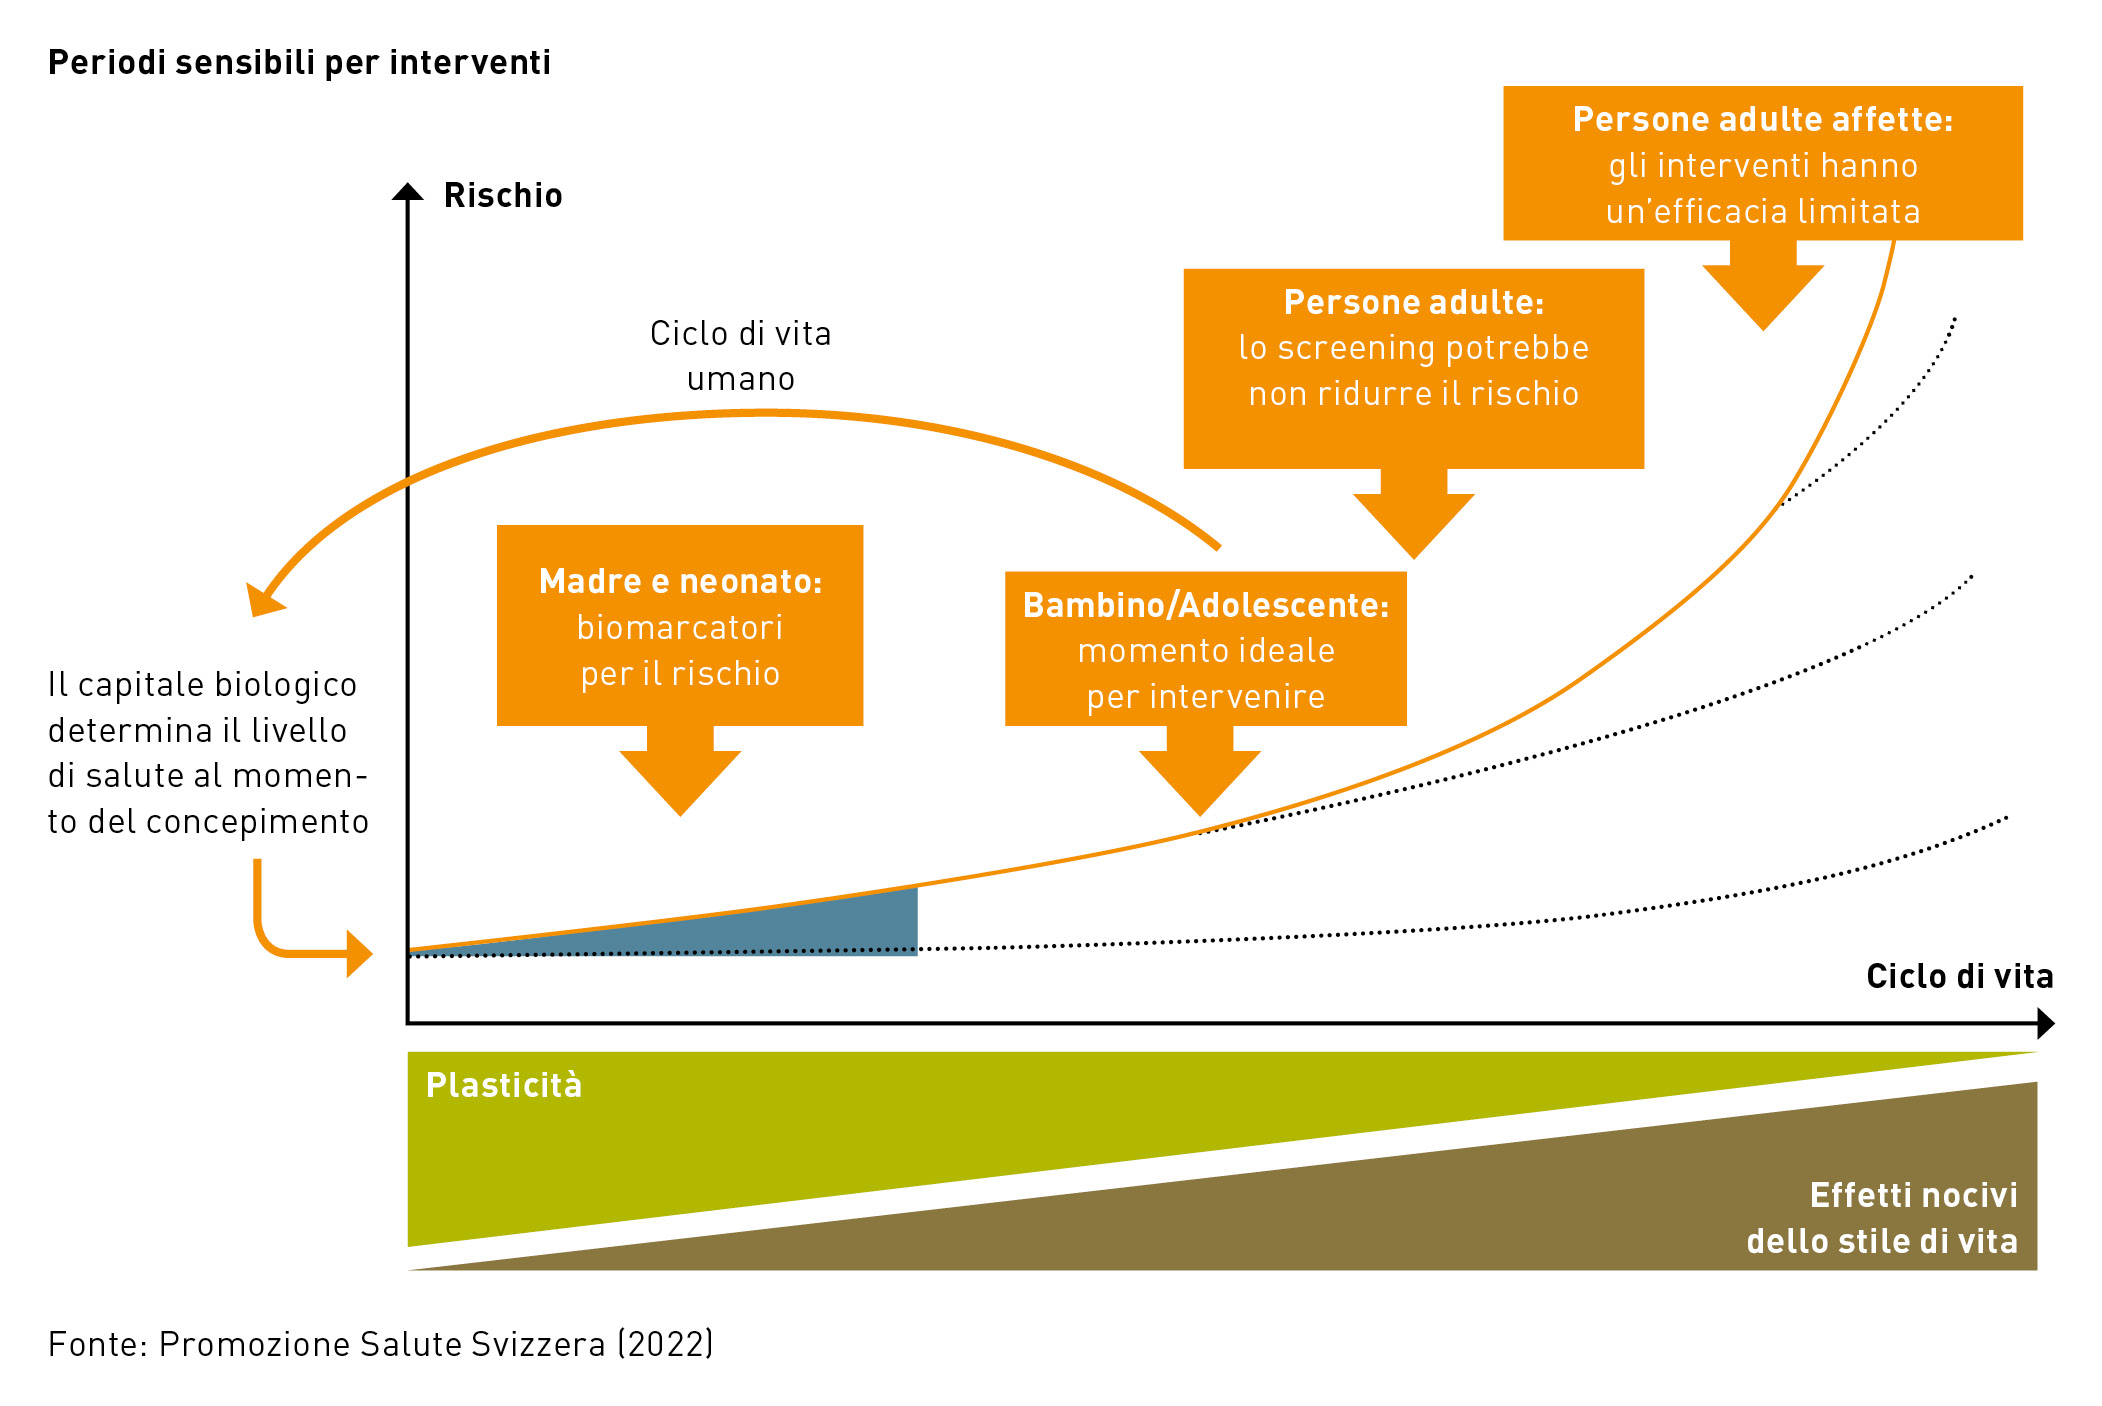 Periodi sensibili per interventi
Persone adulte affette:
gli interventi hanno
un’efficacia limitata
Rischio
Persone adulte:
lo screening potrebbe
non ridurre il rischio
Ciclo di vita
umano
Madre e neonato:
biomarcatori
per il rischio
Bambino/Adolescente:
momento ideale
per intervenire
Il capitale biologico
determina il livello
di salute al momen-
to del concepimento
Ciclo di vita
Plasticità
Effetti nocivi
dello stile di vita
Fonte: Promozione Salute Svizzera (2022)